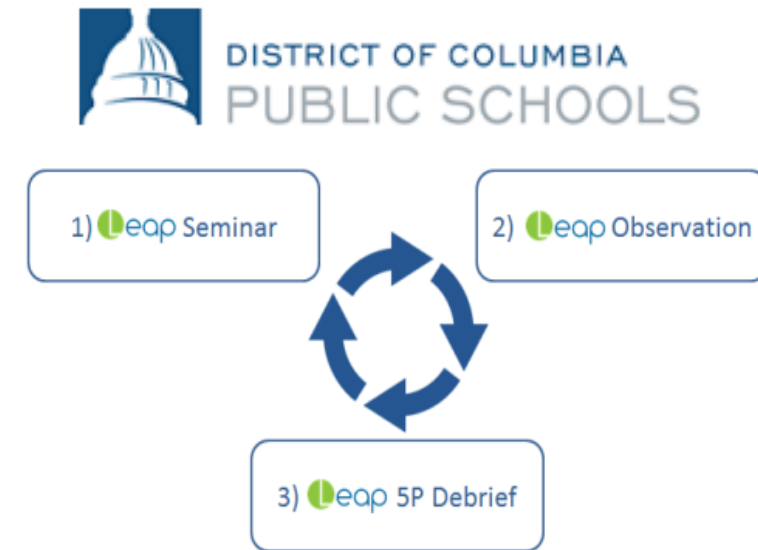 DISTRICT OF COLUMBIA
PUBLIC SCHOOLS
1) Leap Seminar
2) Leap Observation
3) Leap 5P Debrief